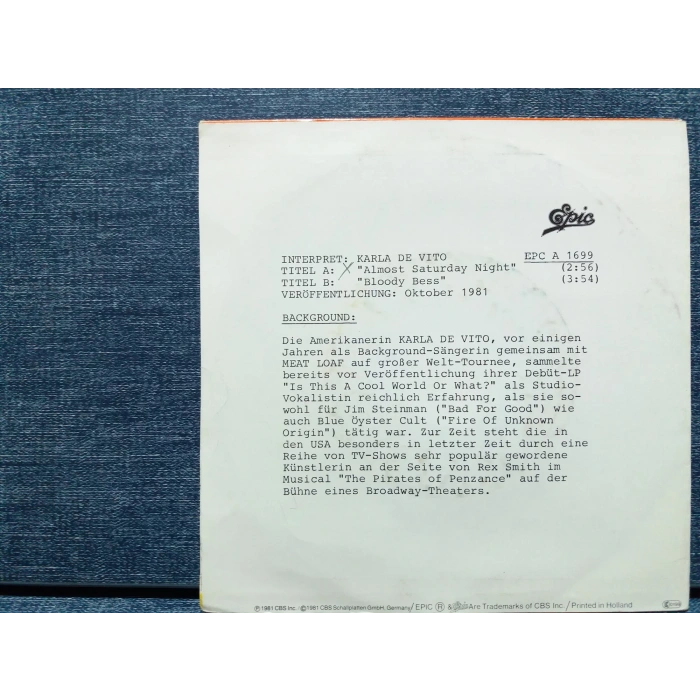 Epic
INTERPRET: KARLA DE VITO EPC A 1699
TITEL A: X "Almost Saturday Night" (2:56)
TITEL B: "Bloody Bess" (3:54)
VERÖFFENTLICHUNG: Oktober 1981
BACKGROUND:
Die Amerikanerin KARLA DE VITO, vor einigen
Jahren als Background-Sängerin gemeinsam mit
MEAT LOAF auf großer Welt-Tournee, sammelte
bereits vor Veröffentlichung ihrer Debüt-LP
"Is This A Cool World Or What?" als Studio-
Vokalistin reichlich Erfahrung, als sie so-
wohl für Jim Steinman ("Bad For Good") wie
auch Blue Öyster Cult ("Fire Of Unknown
Origin") tätig war. Zur Zeit steht die in
den USA besonders in letzter Zeit durch eine
Reihe von TV-Shows sehr populär gewordene
Künstlerin an der Seite von Rex Smith im
Musical "The Pirates of Penzance" auf der
Bühne eines Broadway-Theaters.
℗ 1981 CBS Inc. / © 1981 CBS Schallplatten GmbH, Germany / EPIC ® & Epic Are Trademarks of CBS Inc. / Printed in Holland